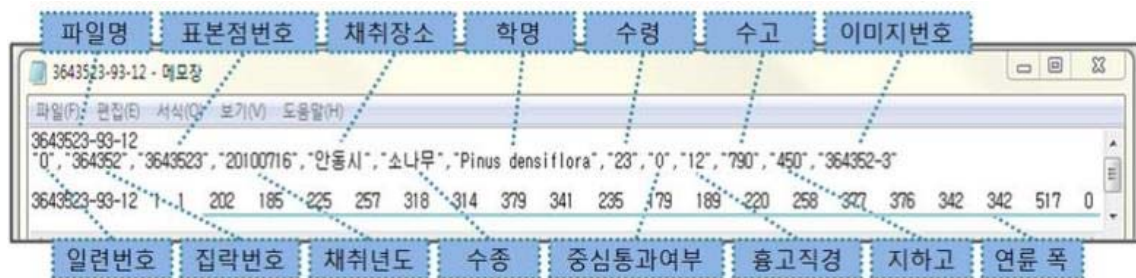 파일명 표본점번호 채취장소 학명 수령 수고 이미지번호
3643523-93-12 - 메모장
파일(F) 편집(E) 서식(O) 보기(V) 도움말(H)
3643523-93-12
"0","364352","3643523","20100716","안동시","소나무","Pinus densiflora","23","0","12","790","450","364352-3"
3643523-93-12 1 1 202 185 225 257 318 314 379 341 235 179 189 220 258 377 376 342 342 517 0
일련번호 집락번호 채취년도 수종 중심통과여부 흉고직경 지하고 연륜 폭